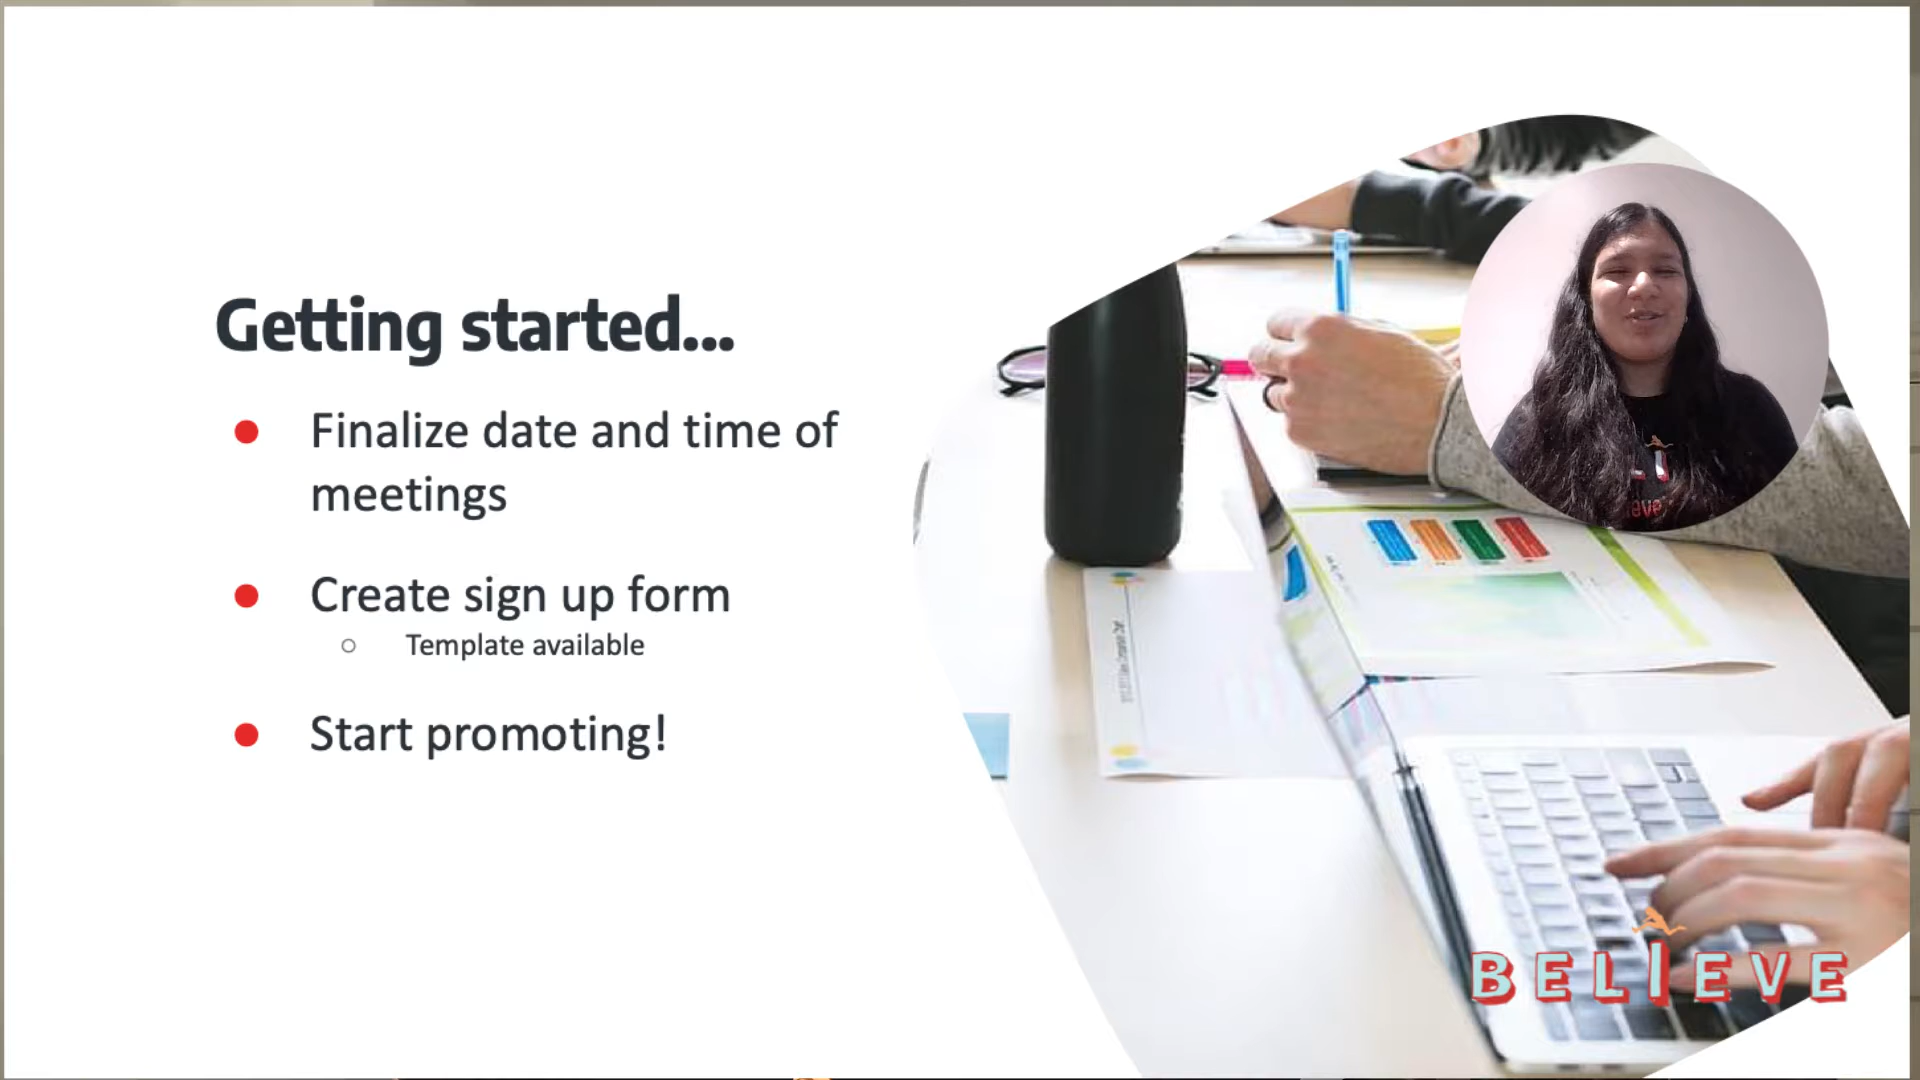 Getting started...
Finalize date and time of
meetings
Create sign up form
Template available
Start promoting!
BELIEVE